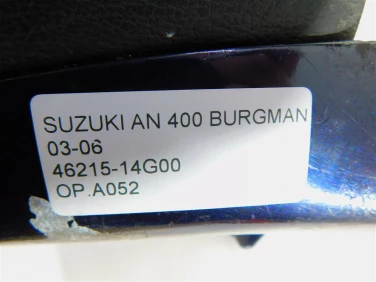 SUZUKI AN 400 BURGMAN
03-06
46215-14G00
OP.A052